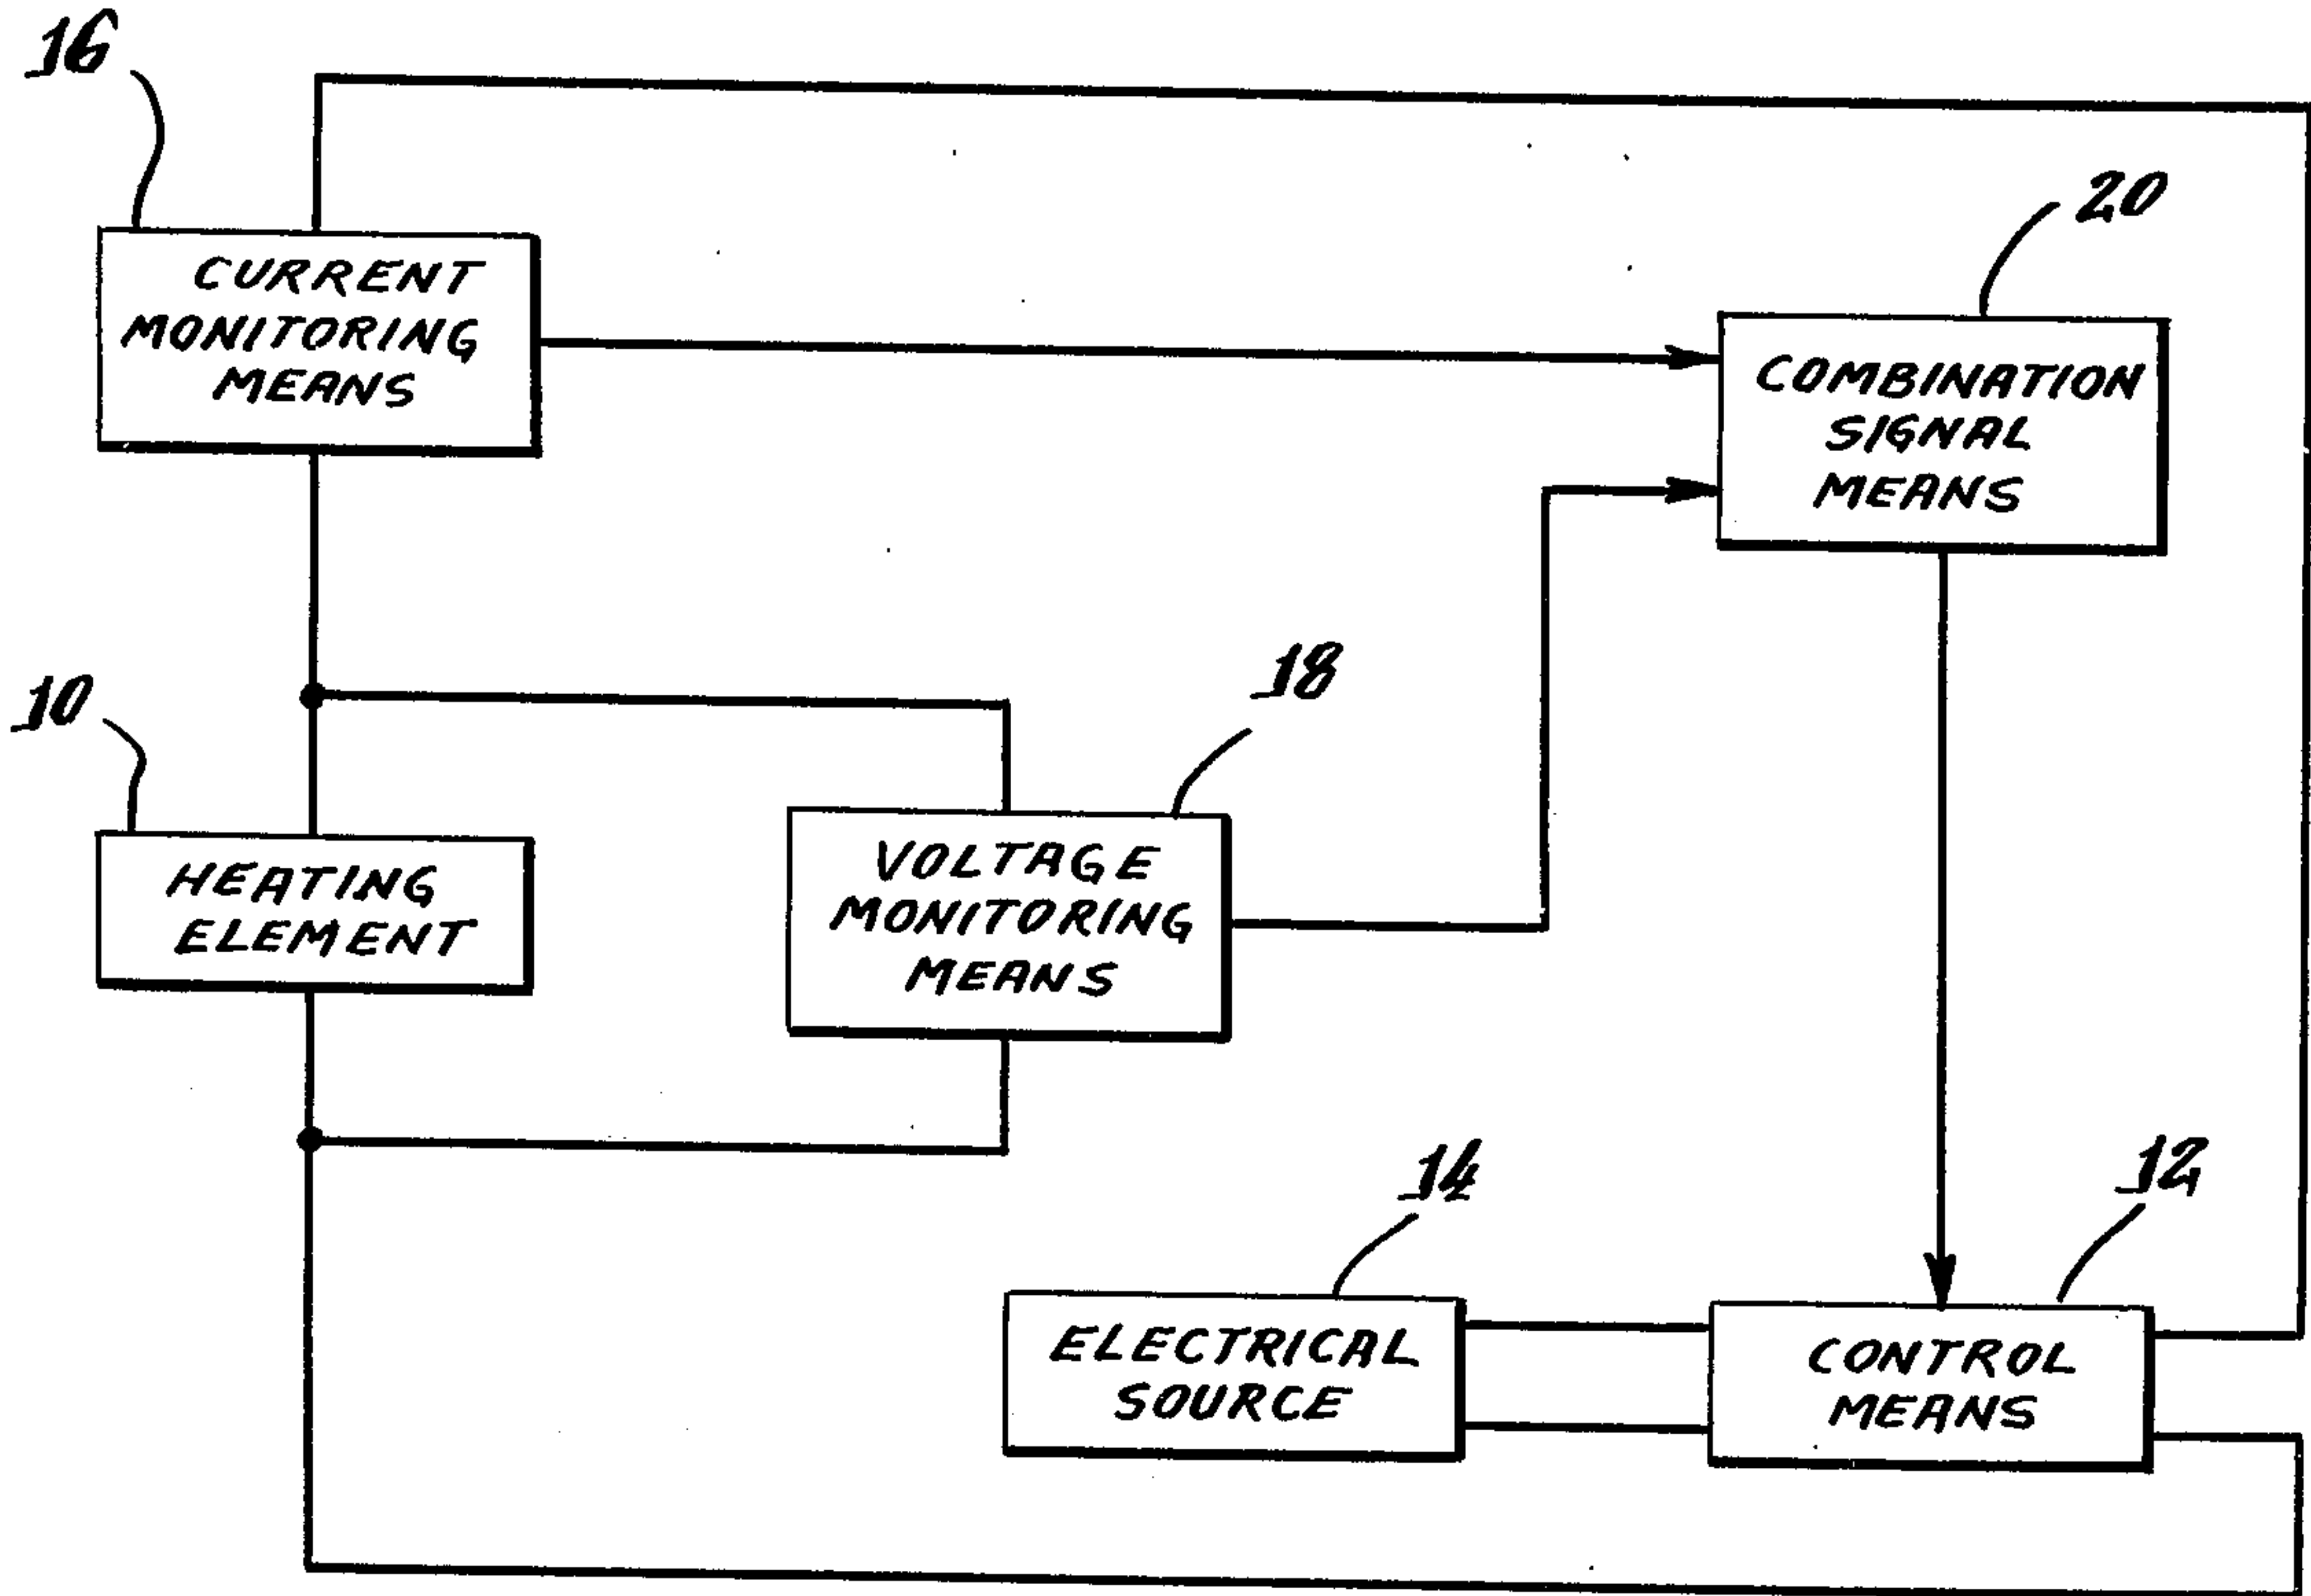 16
CURRENT
MONITORING
MEANS
20
COMBINATION
SIGNAL
MEANS
10
HEATING
ELEMENT
18
VOLTAGE
MONITORING
MEANS
14
ELECTRICAL
SOURCE
12
CONTROL
MEANS